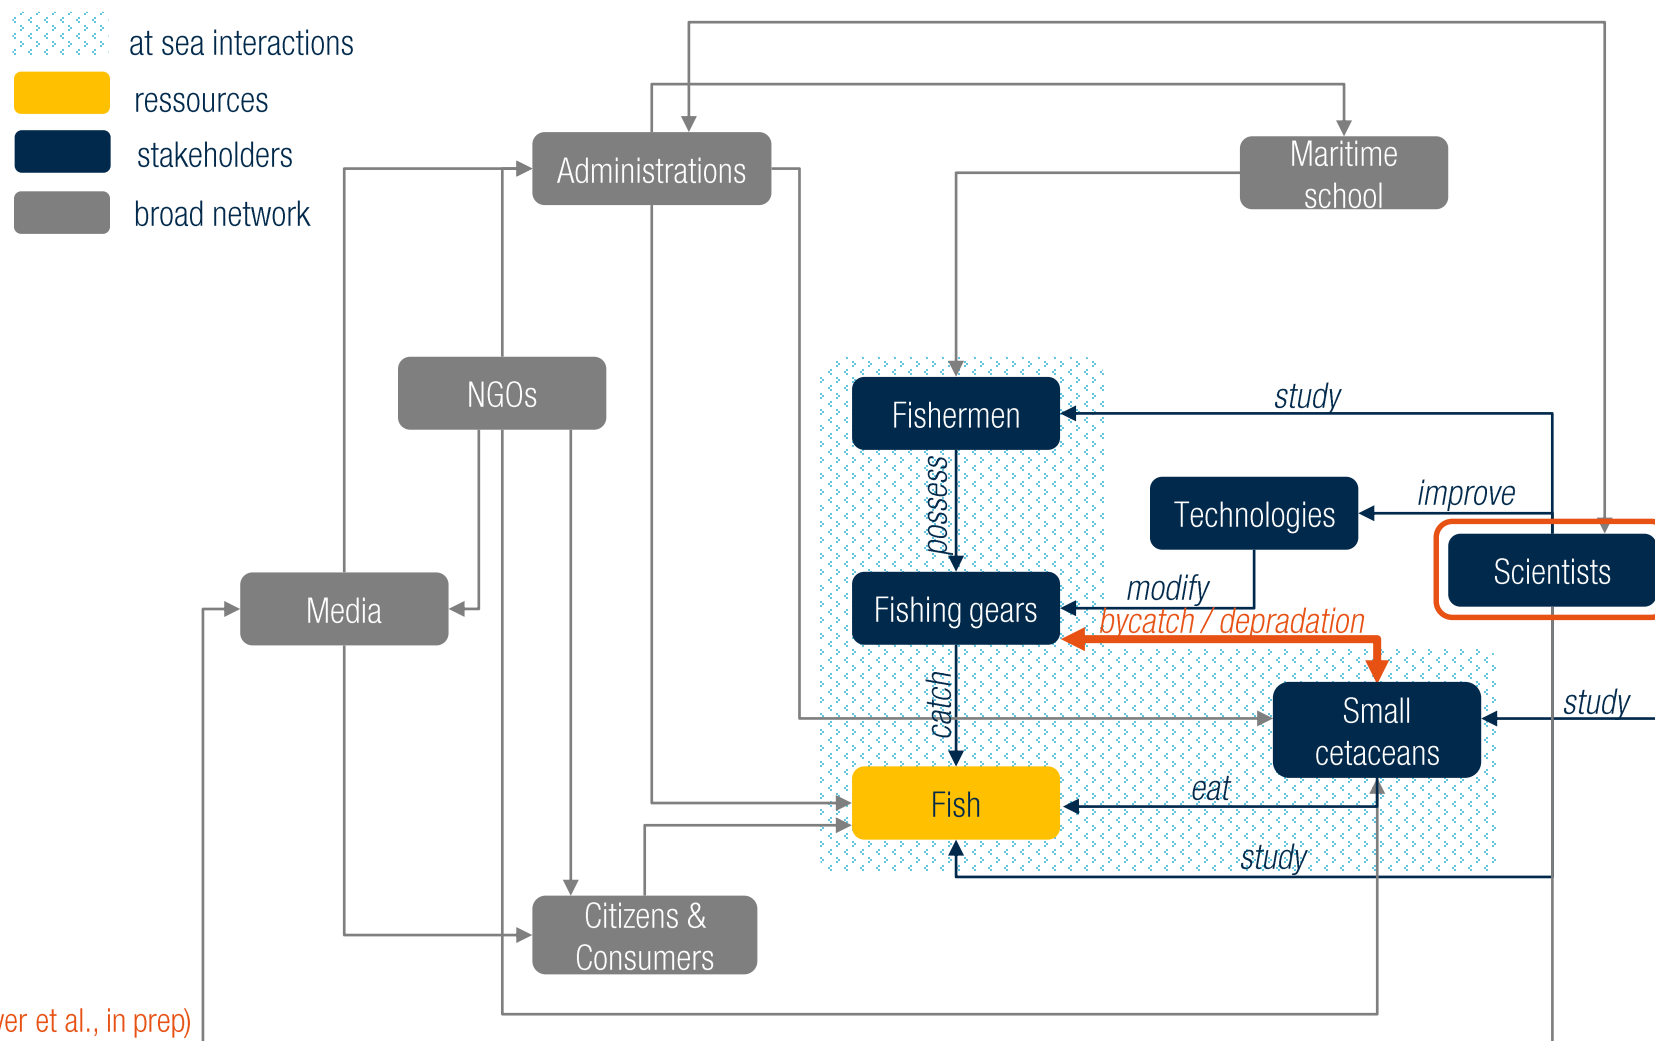 at sea interactions
ressources
stakeholders
broad network
Administrations
Maritime
school
NGOs
Fishermen
study
possess
Technologies
improve
Scientists
Media
Fishing gears
modify
bycatch / depradation
catch
Small
cetaceans
study
Fish
eat
study
Citizens &
Consumers
er et al., in prep)